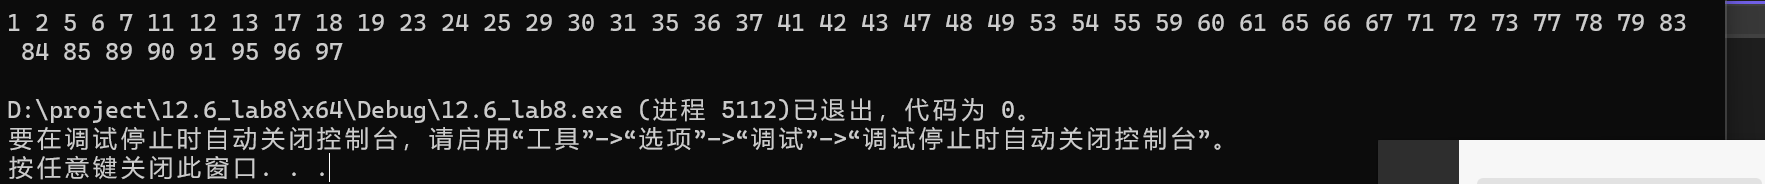 1 2 5 6 7 11 12 13 17 18 19 23 24 25 29 30 31 35 36 37 41 42 43 47 48 49 53 54 55 59 60 61 65 66 67 71 72 73 77 78 79 83
84 85 89 90 91 95 96 97
D:\project\12.6_lab8\x64\Debug\12.6_lab8.exe (进程 5112)已退出，代码为 0。
要在调试停止时自动关闭控制台，请启用“工具”->“选项”->“调试”->“调试停止时自动关闭控制台”。
按任意键关闭此窗口. . .